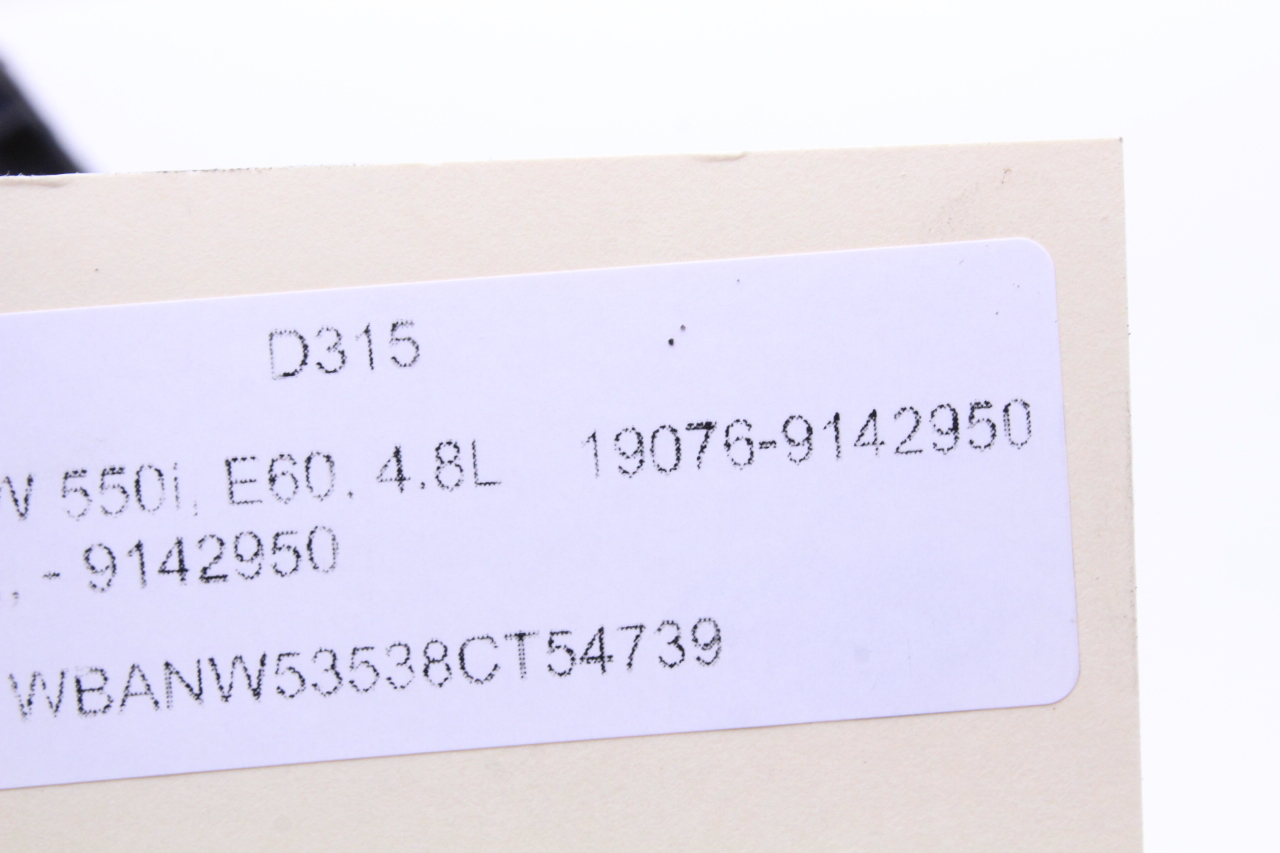 D315
W 550i, E60, 4.8L 19076-9142950
, - 9142950
WBANW53538CT54739